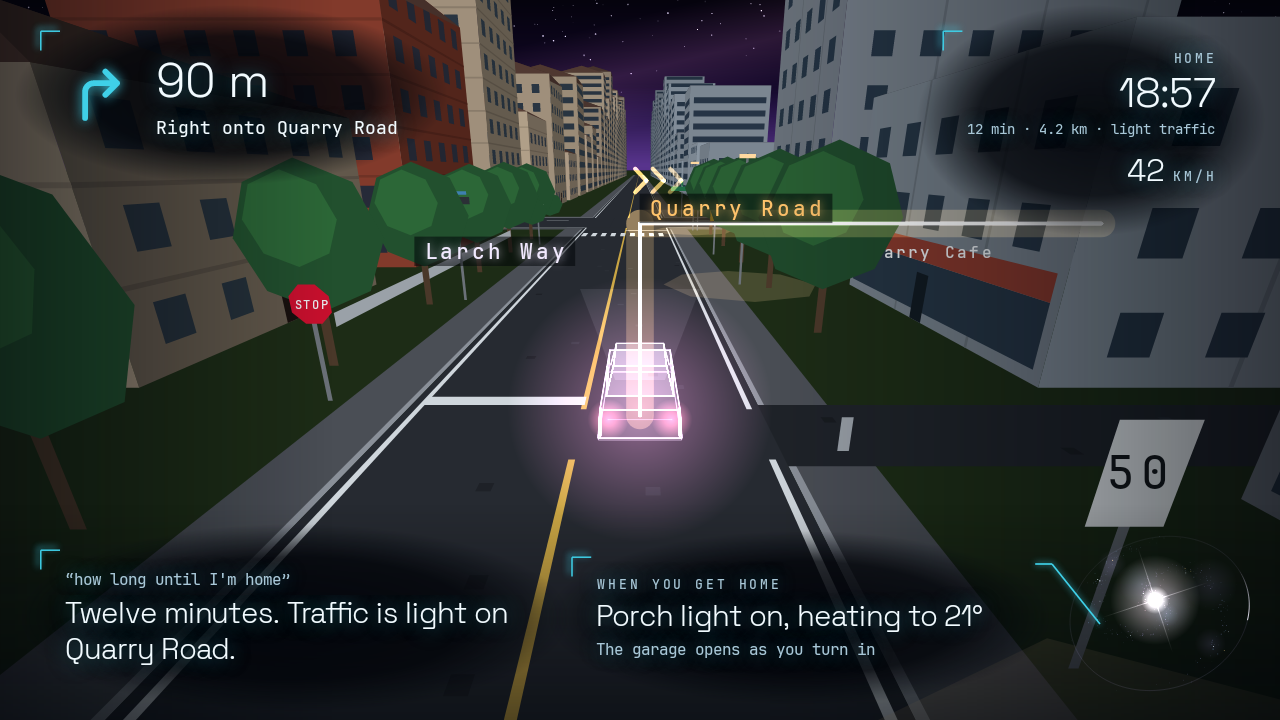 90 m
Right onto Quarry Road
HOME
18:57
12 min · 4.2 km · light traffic
42 KM/H
Quarry Road
Larch Way
arry Cafe
STOP
50
“how long until I'm home”
Twelve minutes. Traffic is light on
Quarry Road.
WHEN YOU GET HOME
Porch light on, heating to 21°
The garage opens as you turn in